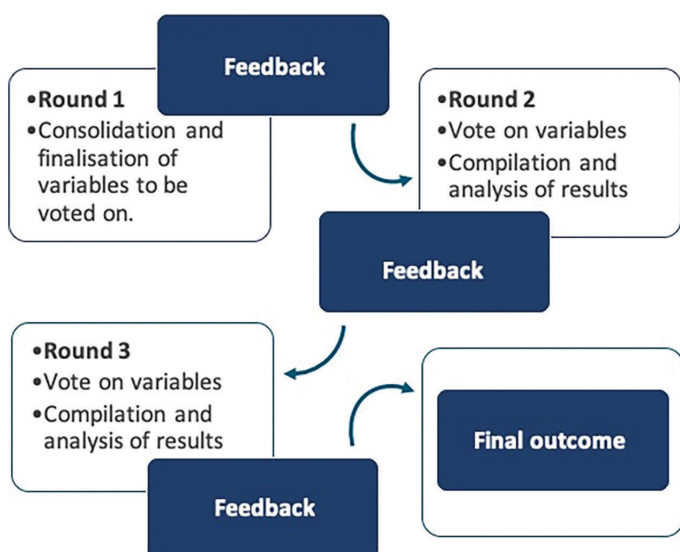 Feedback
•Round 1
•Consolidation and
finalisation of
variables to be
voted on.
•Round 2
•Vote on variables
•Compilation and
analysis of results
Feedback
•Round 3
•Vote on variables
•Compilation and
analysis of results
Feedback
Final outcome